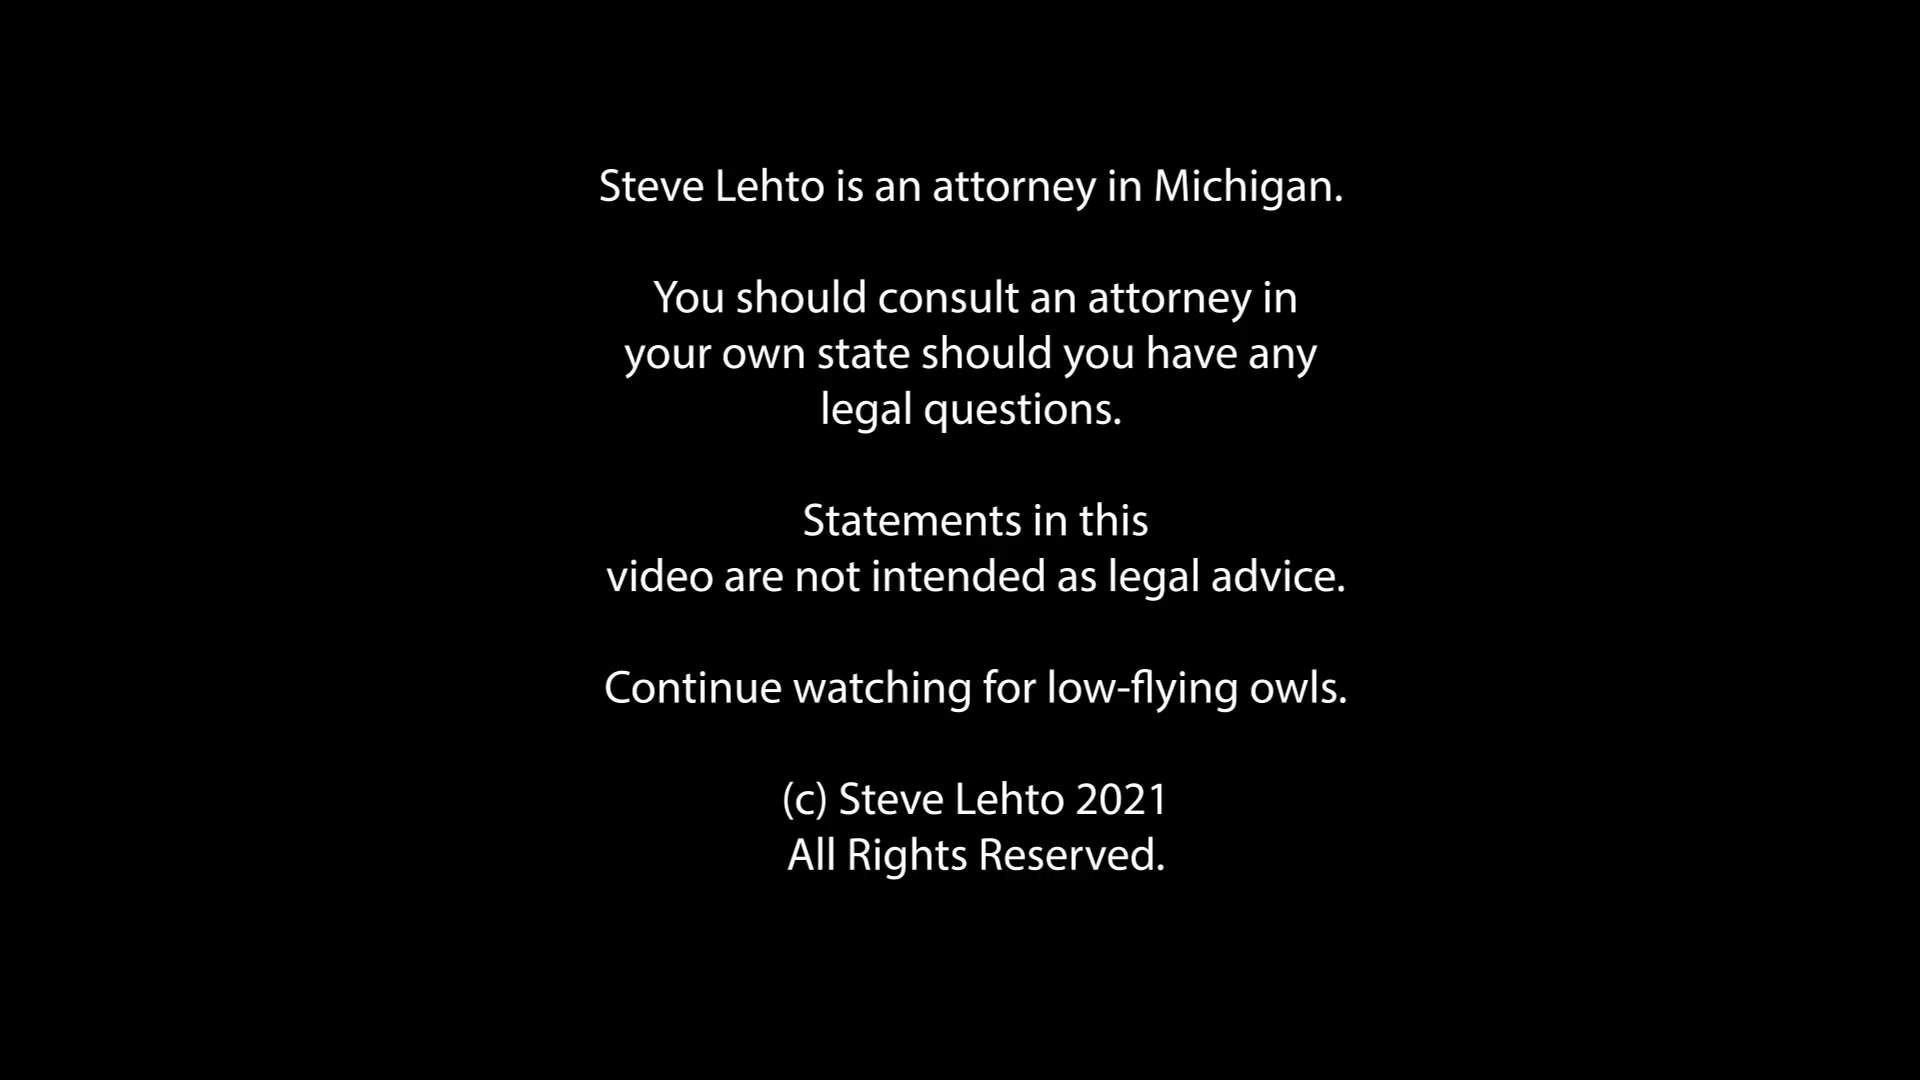 Steve Lehto is an attorney in Michigan.
You should consult an attorney in
your own state should you have any
legal questions.
Statements in this
video are not intended as legal advice.
Continue watching for low-flying owls.
(c) Steve Lehto 2021
All Rights Reserved.